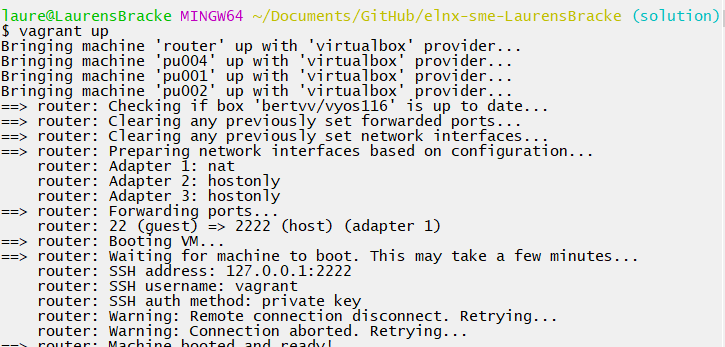 laure@LaurensBracke MINGW64 ~/Documents/GitHub/elnx-sme-LaurensBracke (solution)
$ vagrant up
Bringing machine 'router' up with 'virtualbox' provider...
Bringing machine 'pu004' up with 'virtualbox' provider...
Bringing machine 'pu001' up with 'virtualbox' provider...
Bringing machine 'pu002' up with 'virtualbox' provider...
==> router: Checking if box 'bertvv/vyos116' is up to date...
==> router: Clearing any previously set forwarded ports...
==> router: Clearing any previously set network interfaces...
==> router: Preparing network interfaces based on configuration...
    router: Adapter 1: nat
    router: Adapter 2: hostonly
    router: Adapter 3: hostonly
==> router: Forwarding ports...
    router: 22 (guest) => 2222 (host) (adapter 1)
==> router: Booting VM...
==> router: Waiting for machine to boot. This may take a few minutes...
    router: SSH address: 127.0.0.1:2222
    router: SSH username: vagrant
    router: SSH auth method: private key
    router: Warning: Remote connection disconnect. Retrying...
    router: Warning: Connection aborted. Retrying...
==> router: Machine booted and ready!